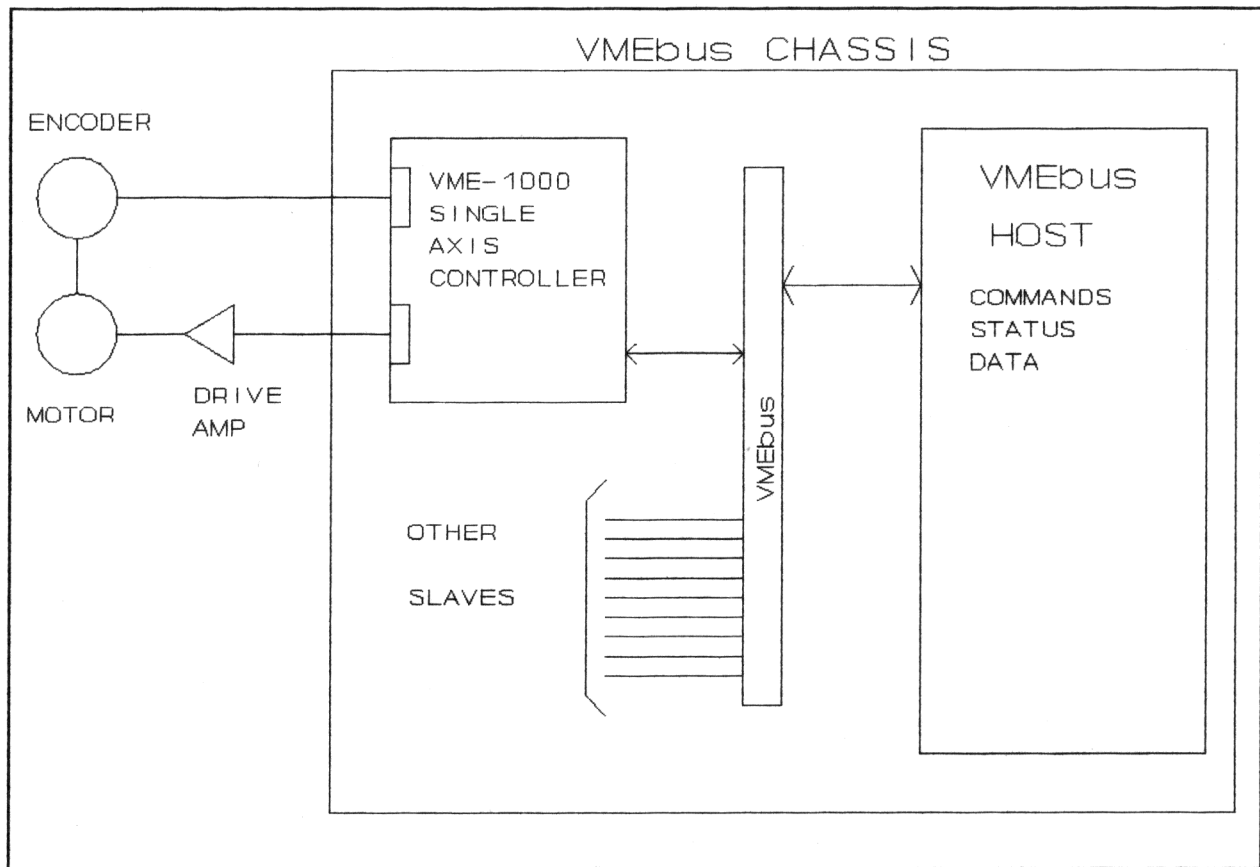 VMEbus CHASSIS
ENCODER
VME-1000
SINGLE
AXIS
CONTROLLER
VMEbus
HOST
COMMANDS
STATUS
DATA
DRIVE
AMP
MOTOR
VMEbus
OTHER
SLAVES